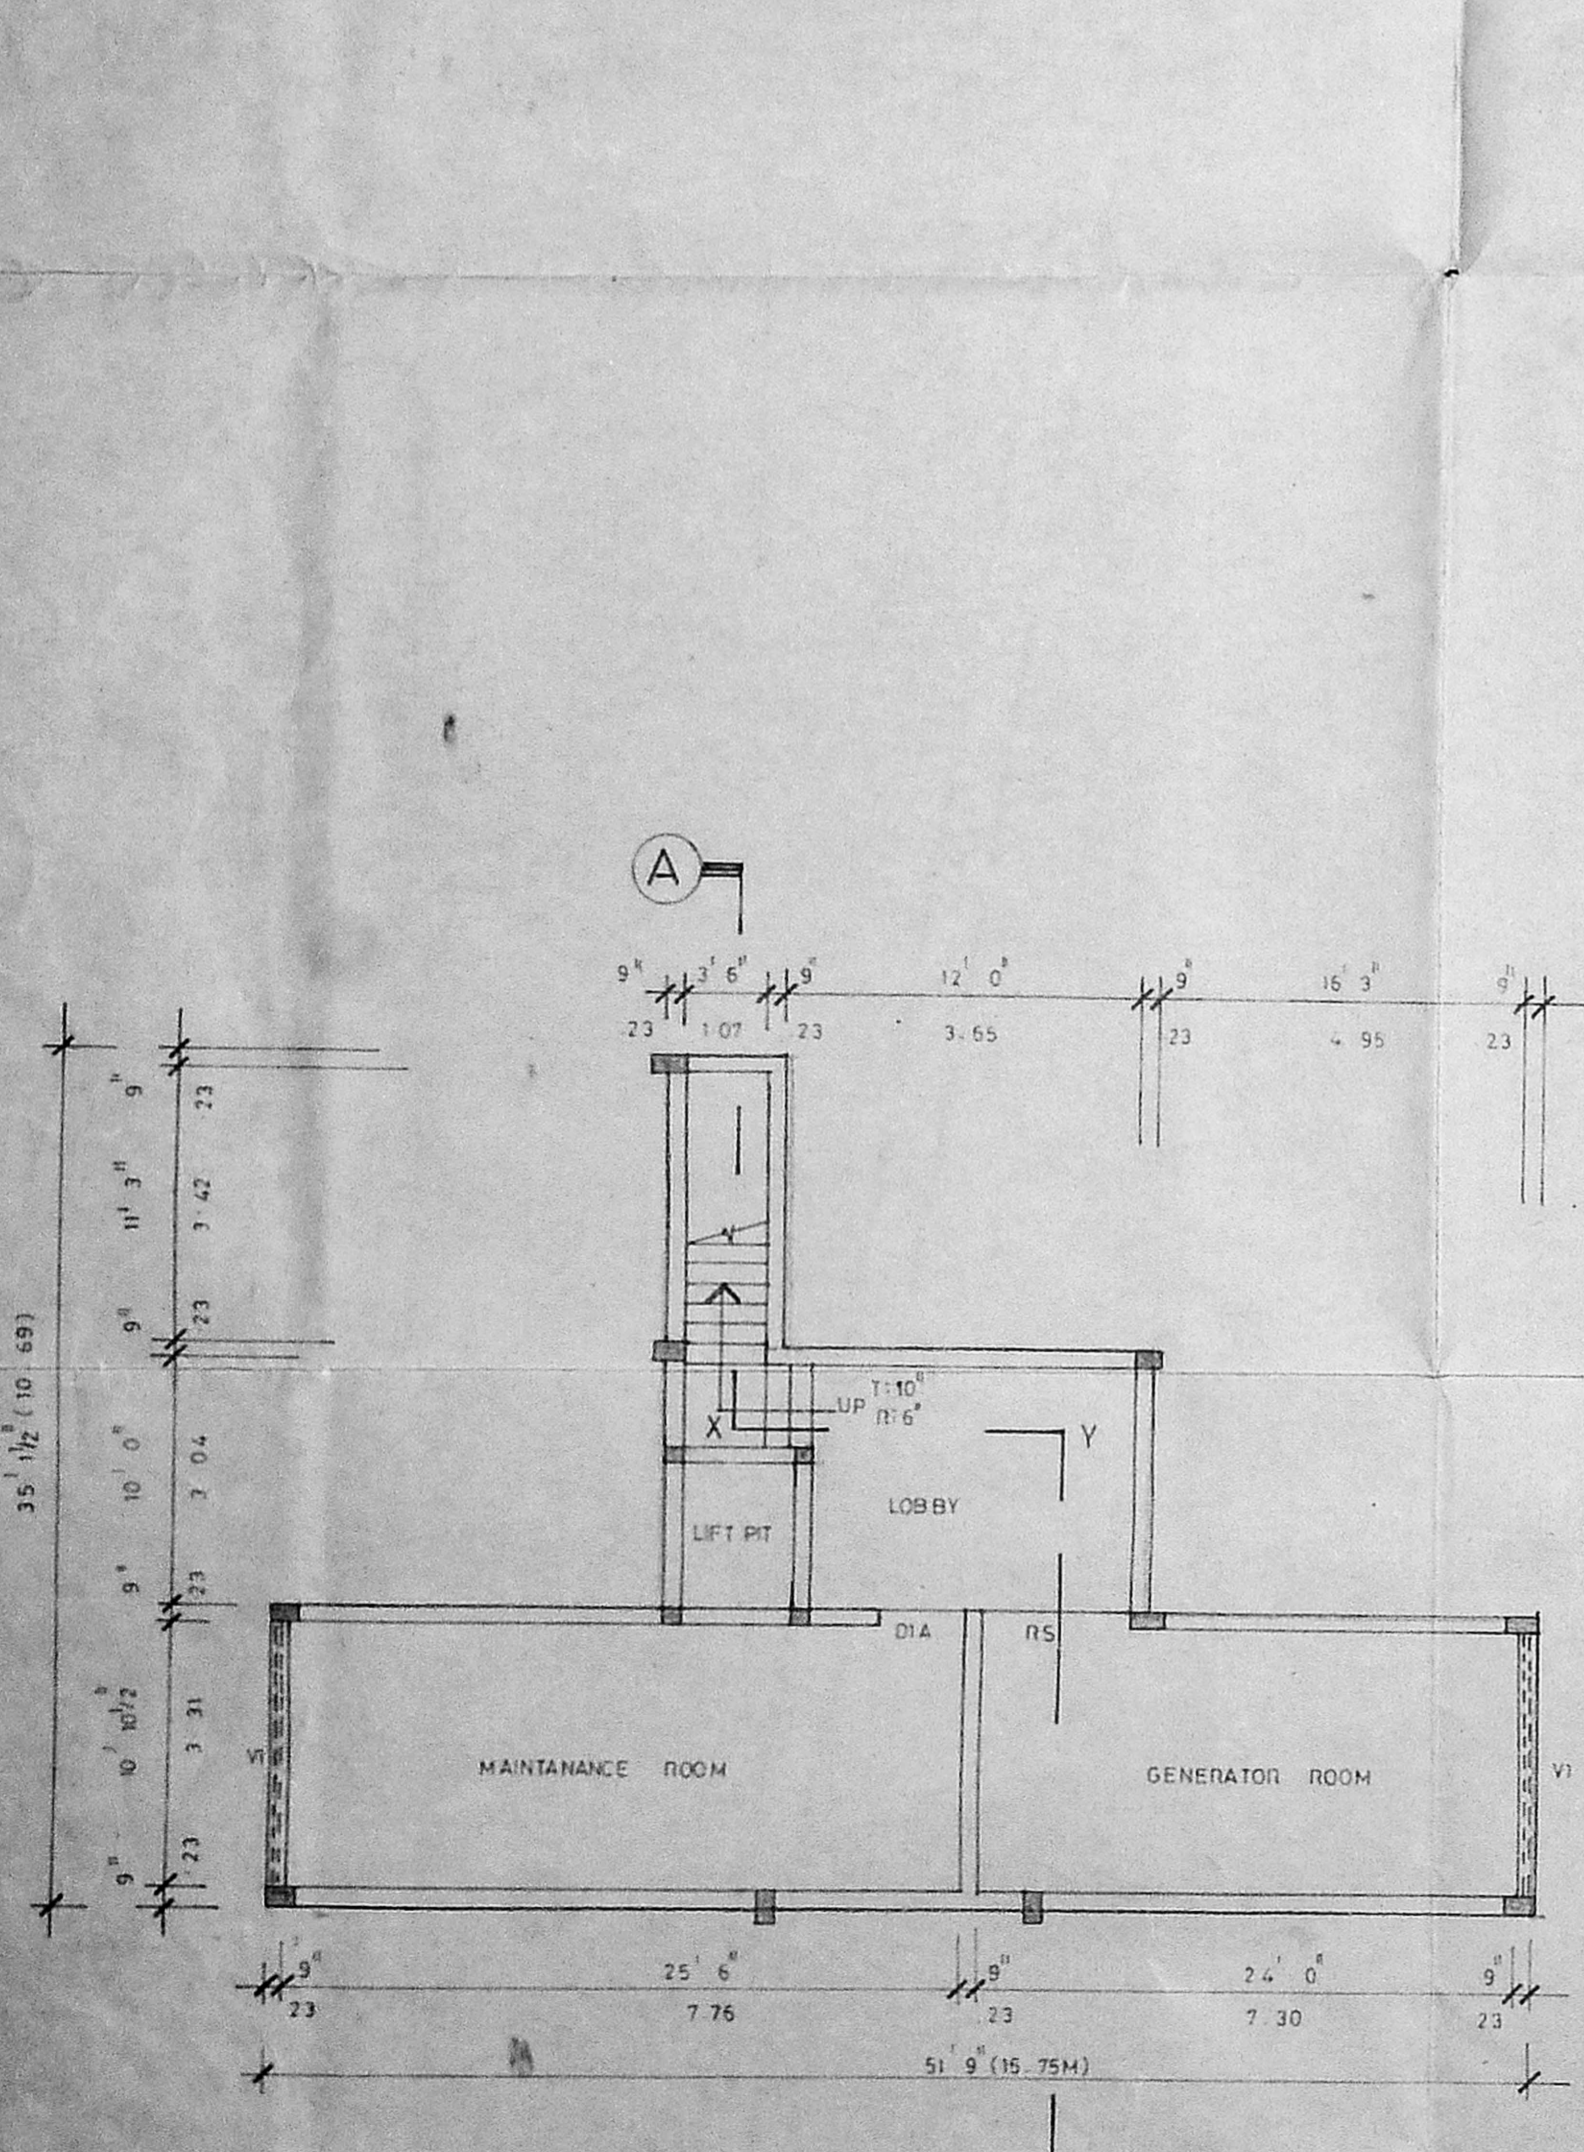 A
9" 3' 6" 9" 12' 0" 9" 16' 3" 9"
.23 1.07 .23 3.65 .23 4.95 .23
9" 11' 3" 9" 10' 0" 9" 10' 10½" 9"
.23 3.42 .23 3.04 .23 3.31 .23
35' 1½" (10.69)
UP T:10"
R:6"
X
Y
LOBBY
LIFT PIT
D1A
RS
V1
MAINTANANCE ROOM
GENERATOR ROOM
V1
9" 25' 6" 9" 24' 0" 9"
.23 7.76 .23 7.30 .23
51' 9" (15.75M)